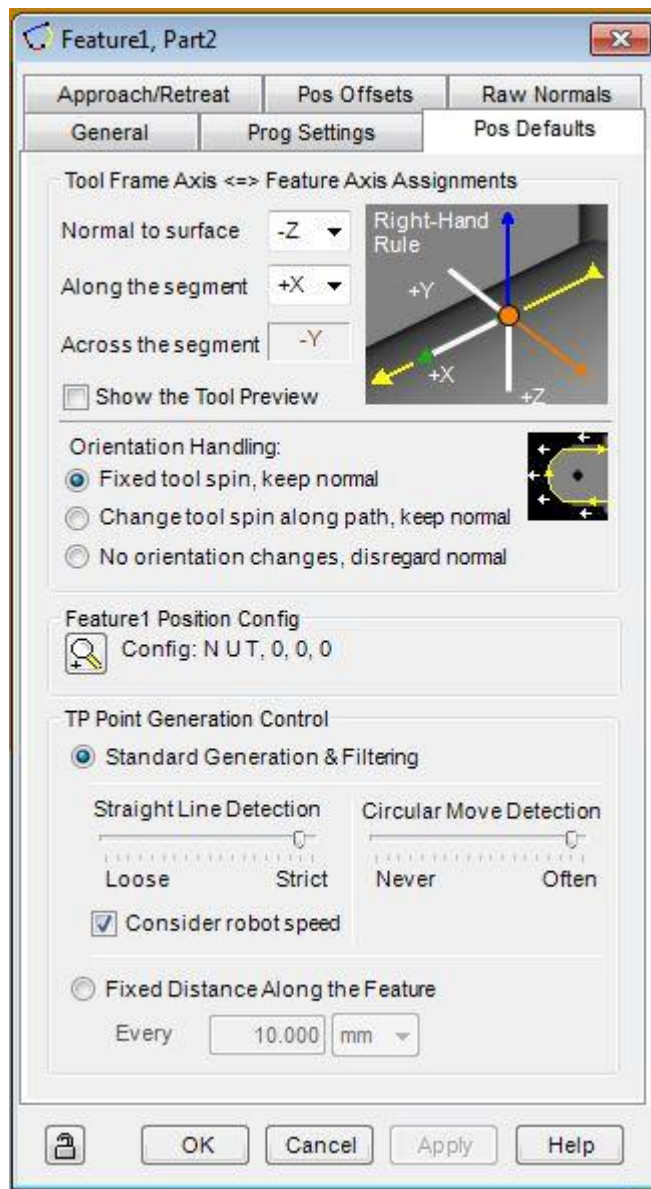 Feature1, Part2
Approach/Retreat Pos Offsets Raw Normals
General Prog Settings Pos Defaults
Tool Frame Axis <=> Feature Axis Assignments
Normal to surface -Z
Along the segment +X
Across the segment -Y
Show the Tool Preview
Right-Hand
Rule
+Y
+X
+Z
Orientation Handling:
Fixed tool spin, keep normal
Change tool spin along path, keep normal
No orientation changes, disregard normal
Feature1 Position Config
Config: N U T, 0, 0, 0
TP Point Generation Control
Standard Generation & Filtering
Straight Line Detection
Loose Strict
Consider robot speed
Circular Move Detection
Never Often
Fixed Distance Along the Feature
Every 10.000 mm
OK Cancel Apply Help